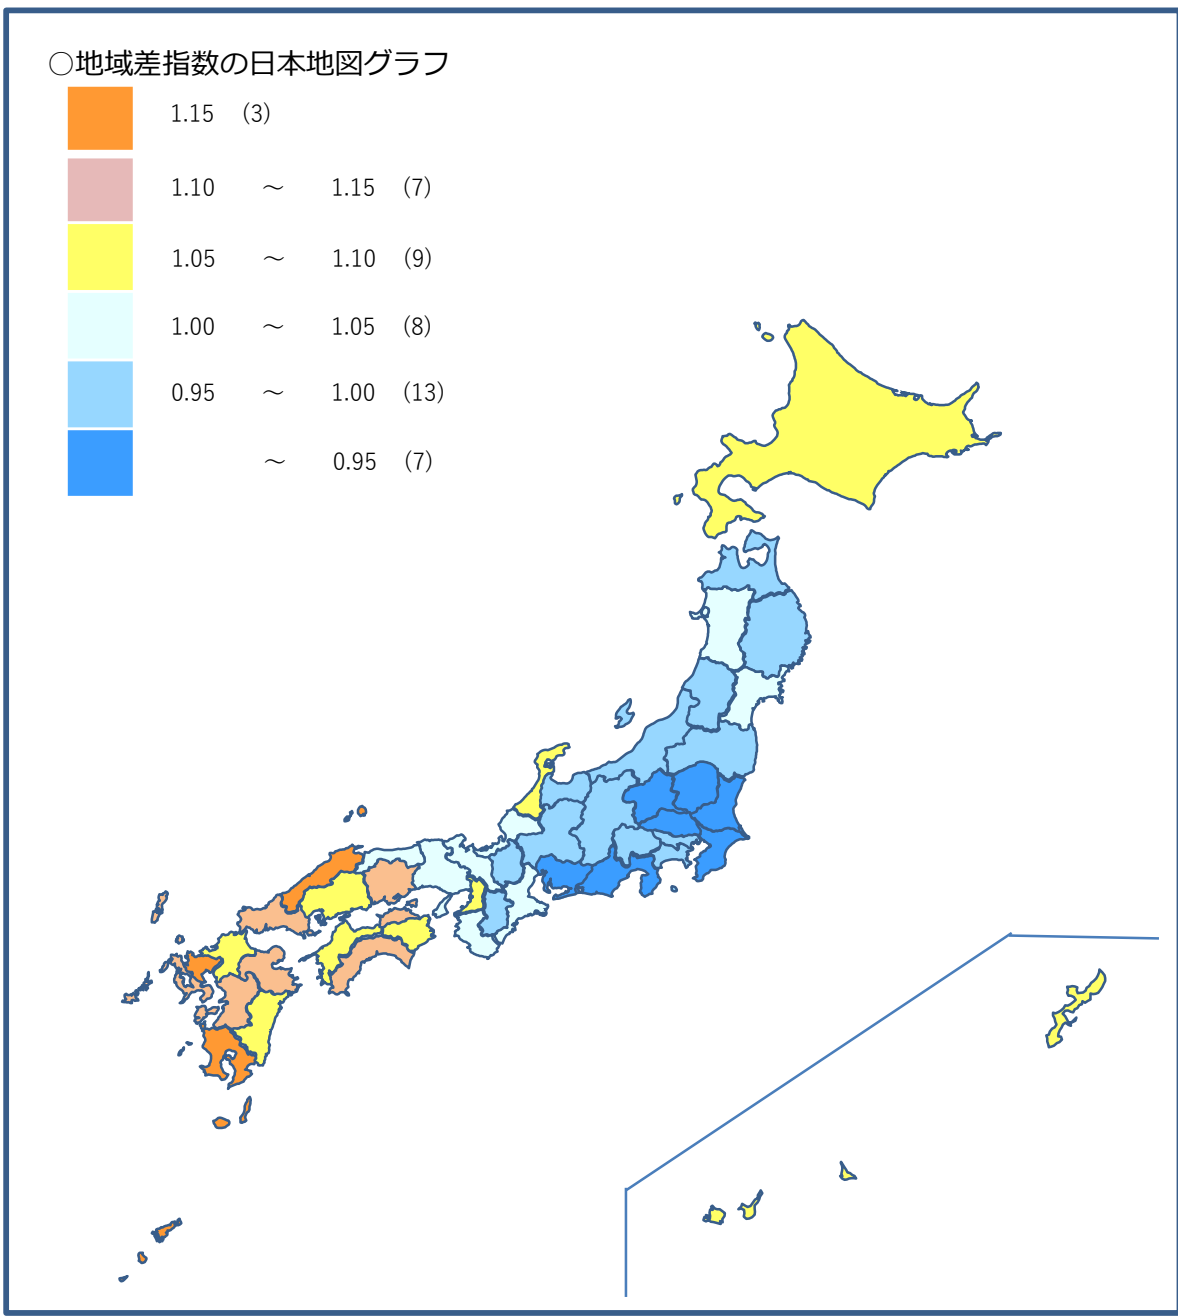 ○地域差指数の日本地図グラフ
1.15 (3)
1.10 ～ 1.15 (7)
1.05 ～ 1.10 (9)
1.00 ～ 1.05 (8)
0.95 ～ 1.00 (13)
～ 0.95 (7)